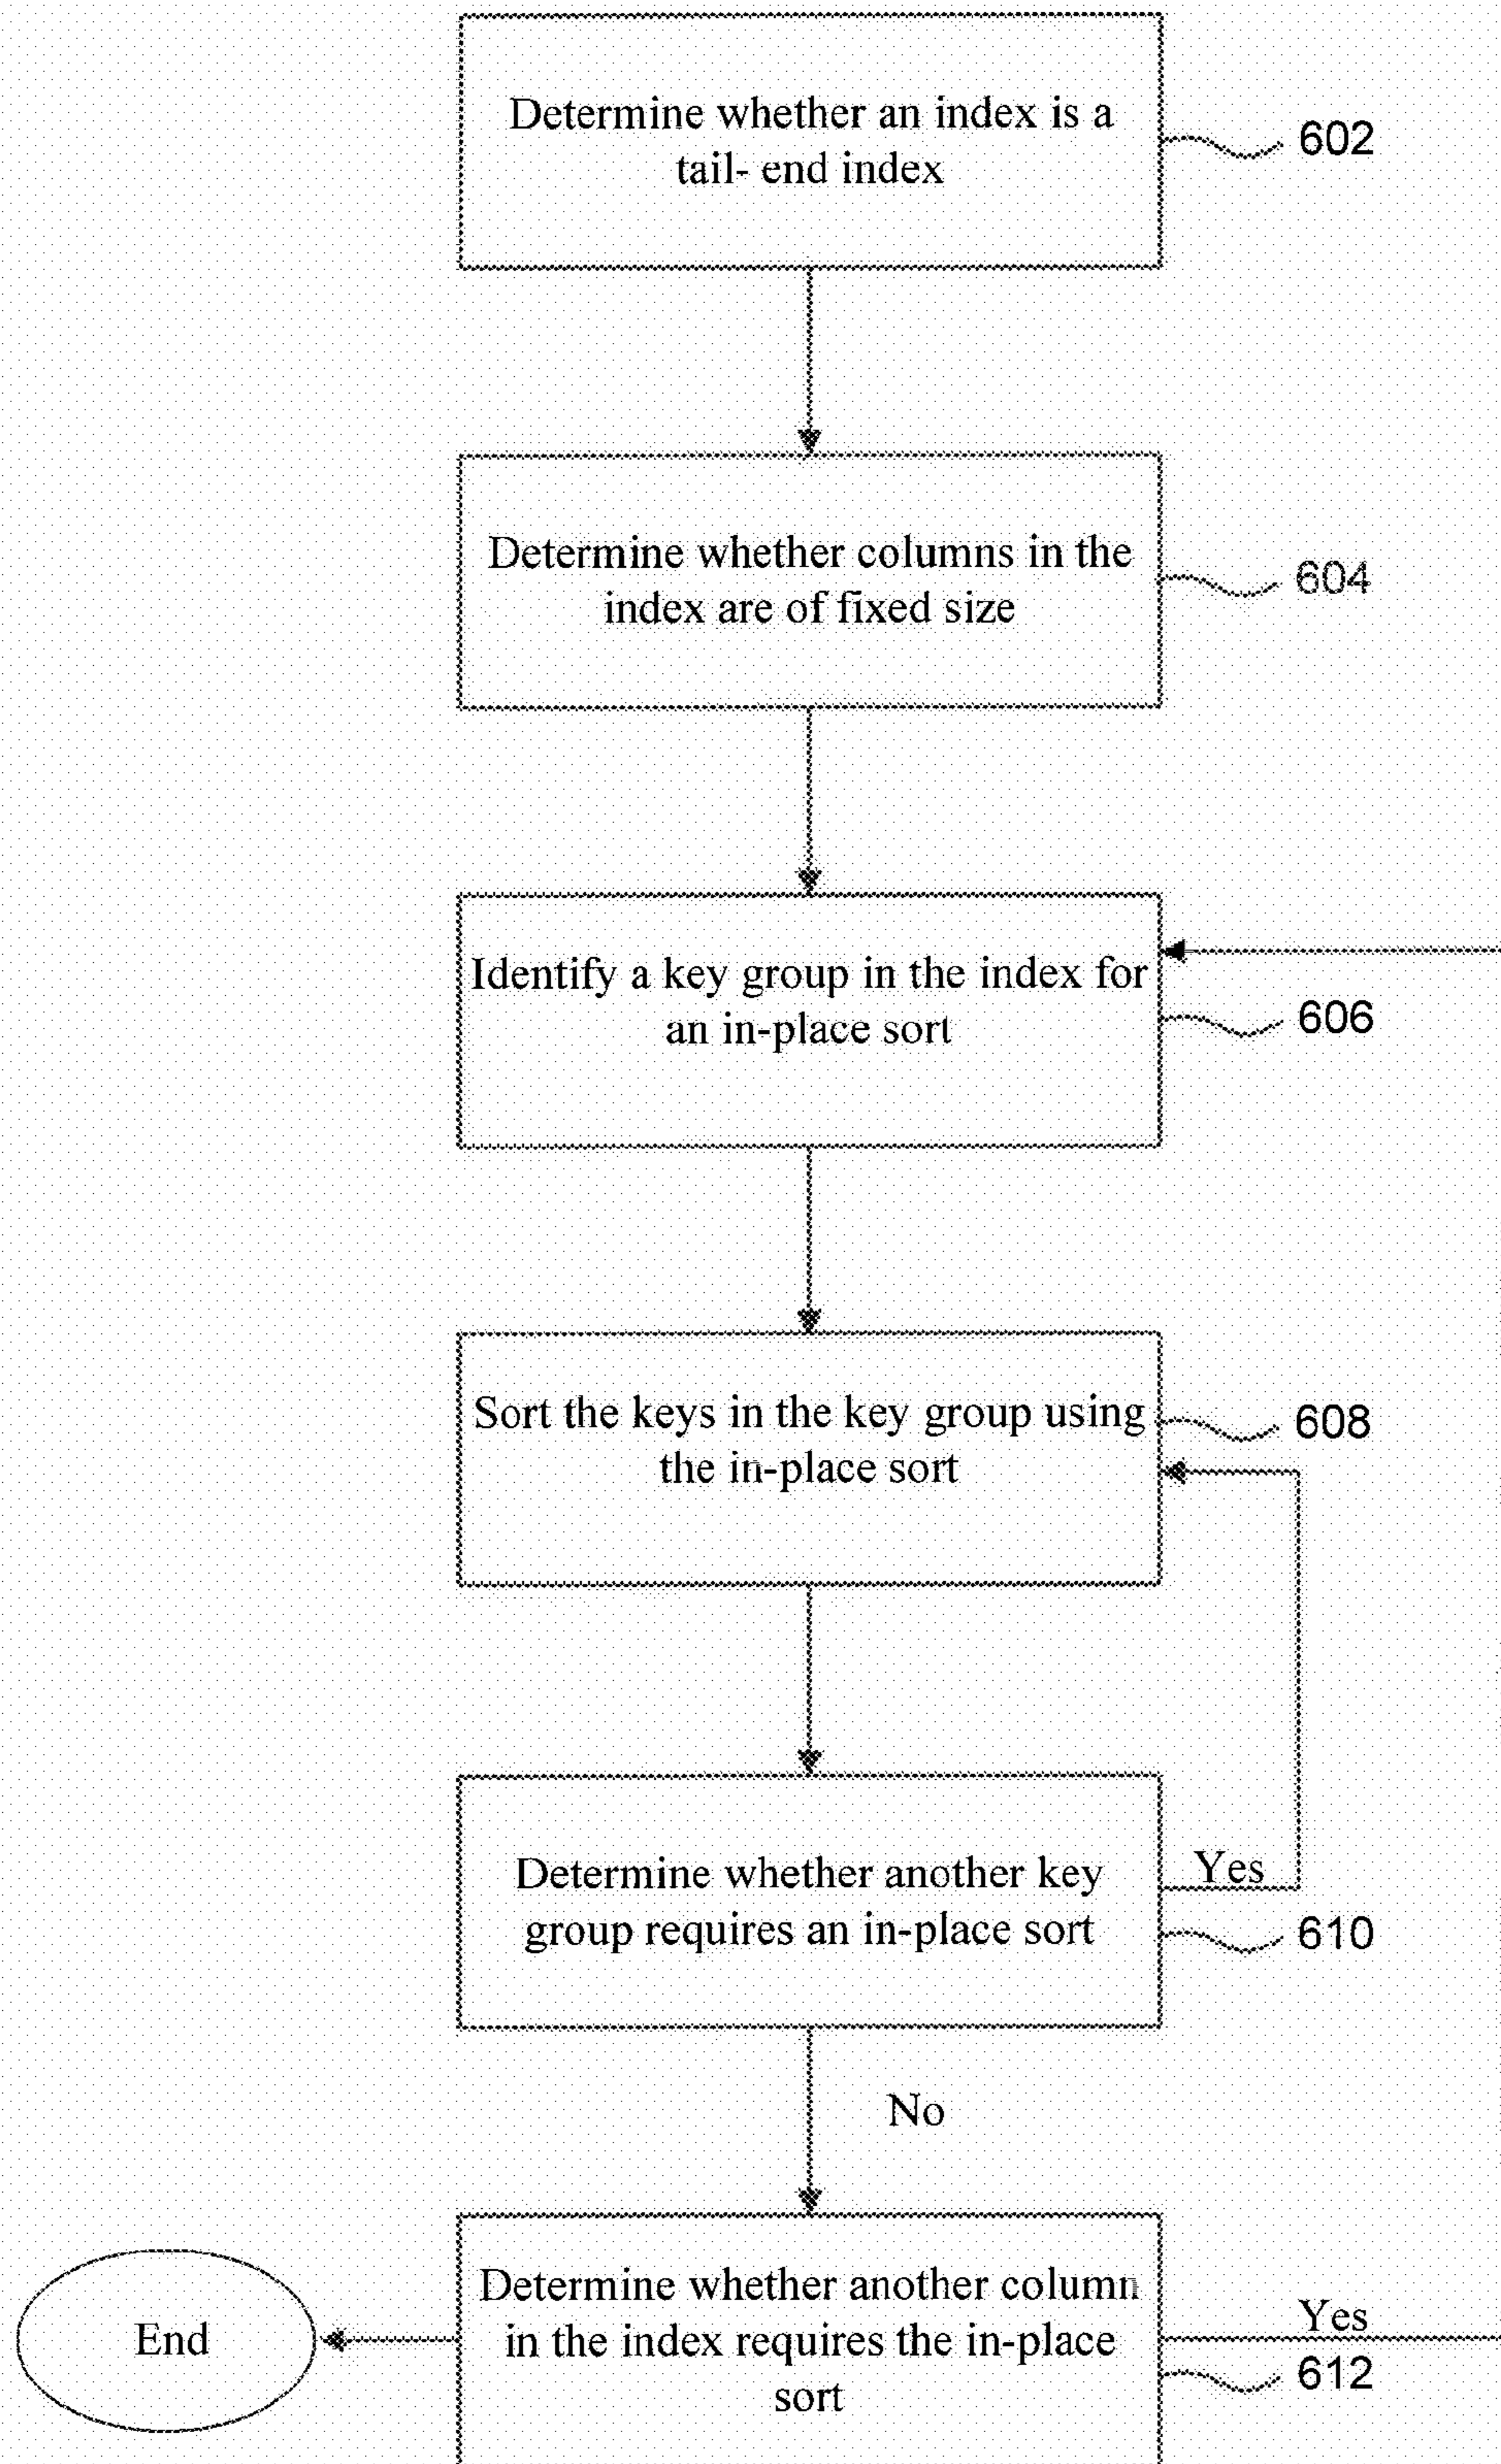 Determine whether an index is a
tail- end index
602
Determine whether columns in the
index are of fixed size
604
Identify a key group in the index for
an in-place sort
606
Sort the keys in the key group using
the in-place sort
608
Determine whether another key
group requires an in-place sort
Yes
610
No
Determine whether another column
in the index requires the in-place
sort
Yes
612
End